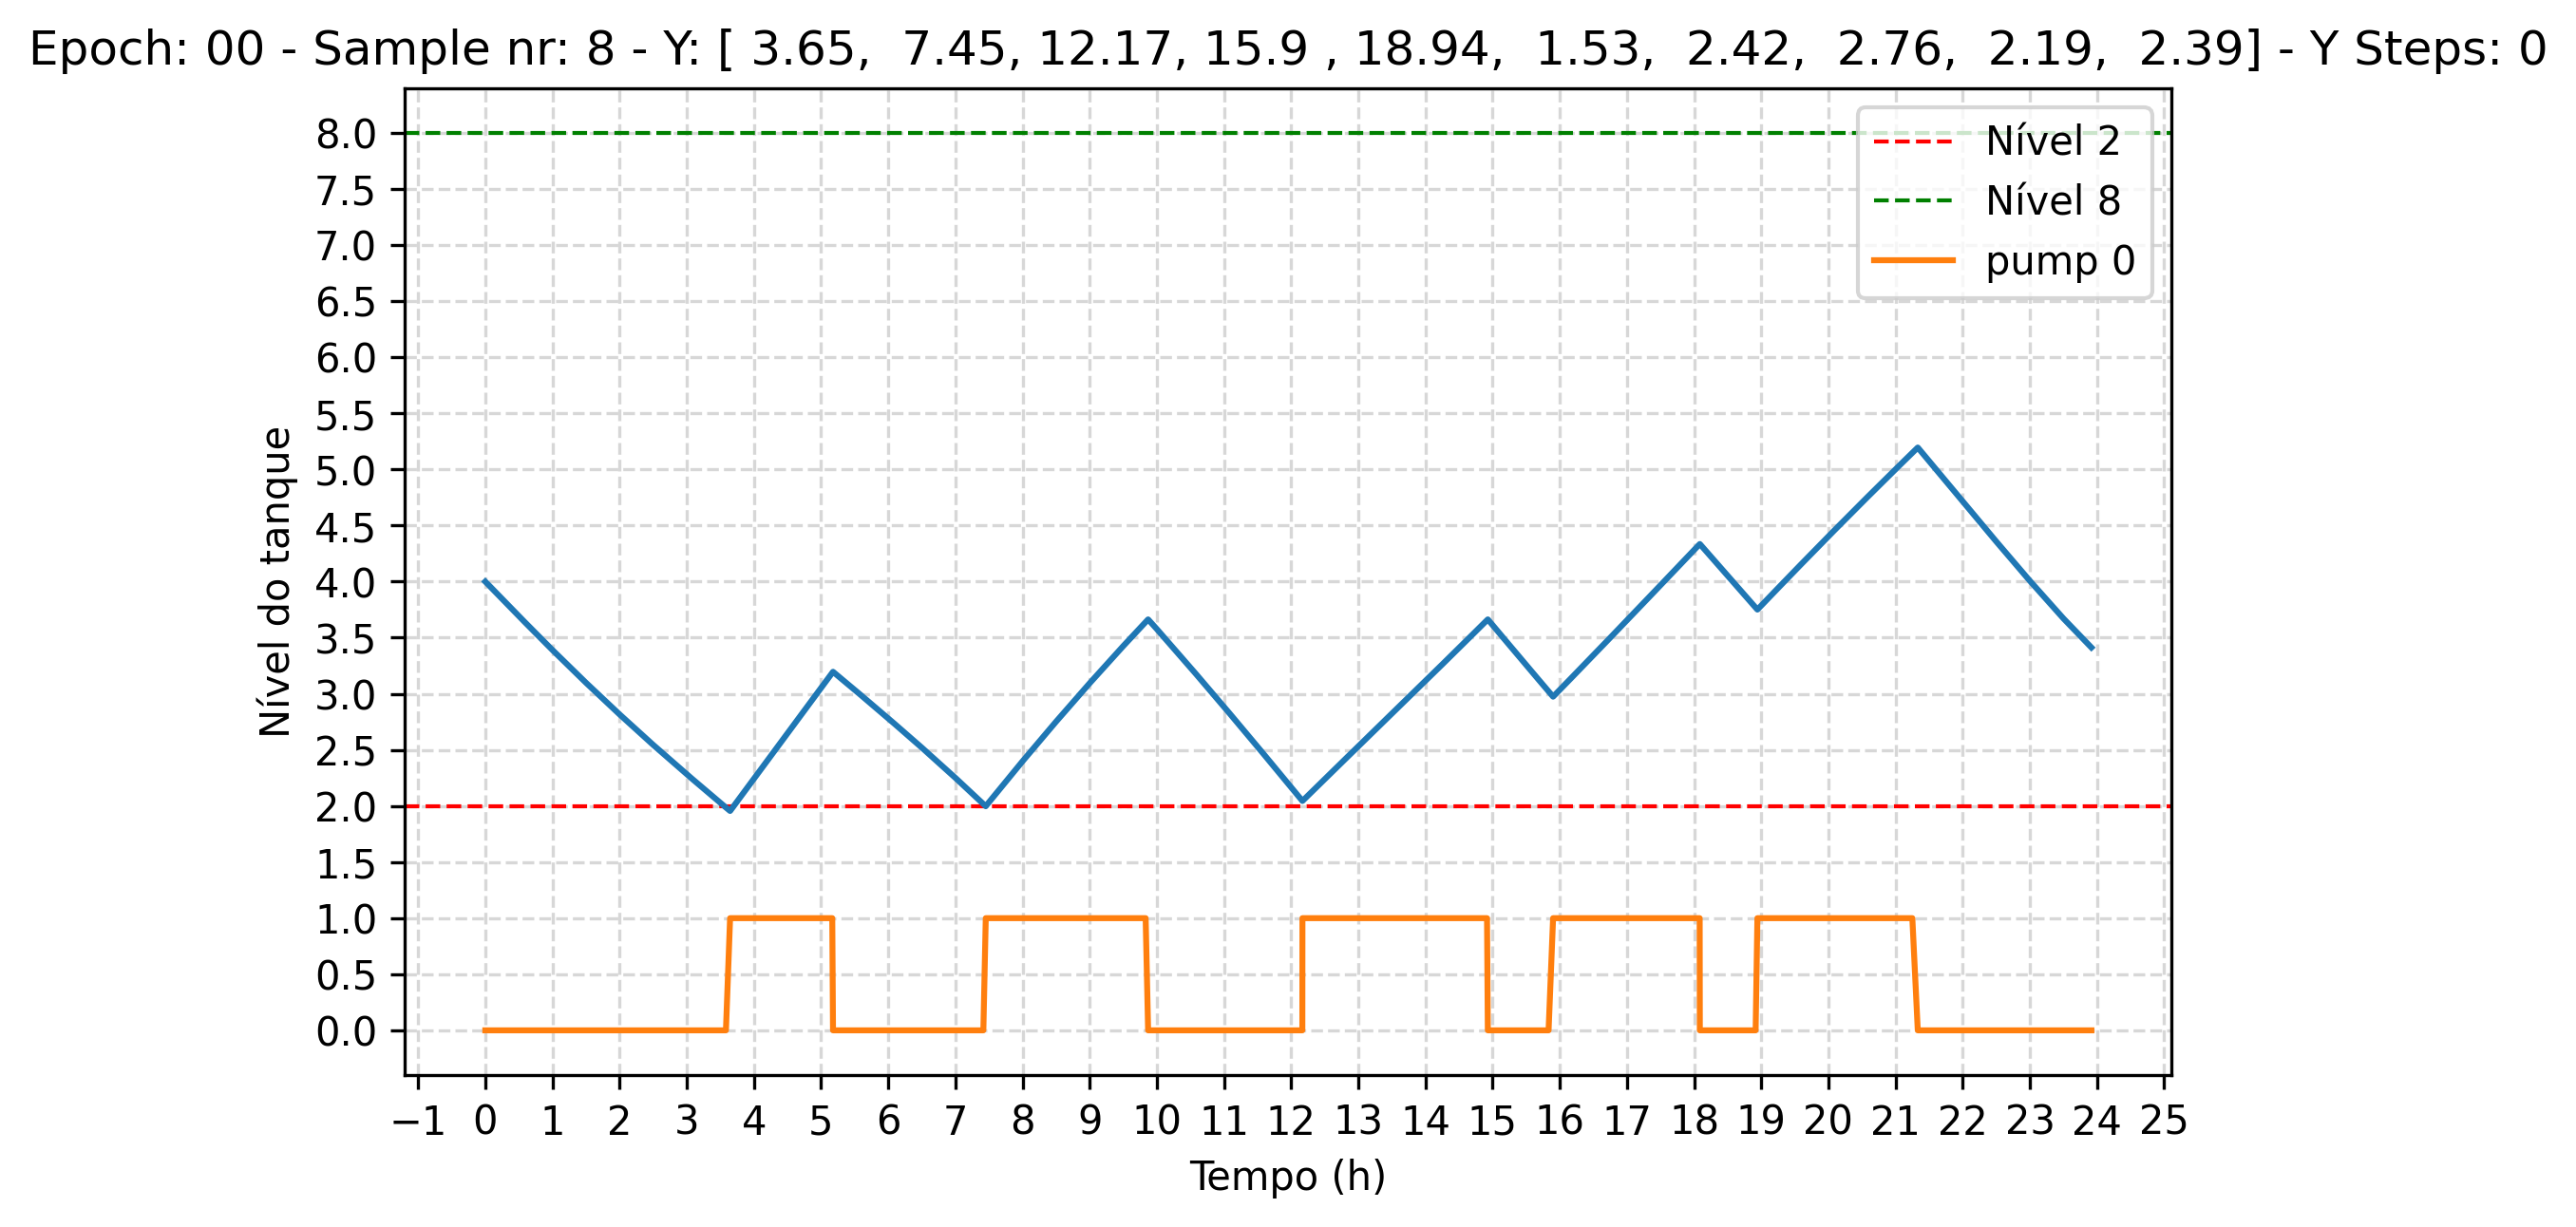 Epoch: 00 - Sample nr: 8 - Y: [ 3.65,  7.45, 12.17, 15.9 , 18.94,  1.53,  2.42,  2.76,  2.19,  2.39] - Y Steps: 0
8.0
7.5
7.0
6.5
6.0
5.5
5.0
4.5
4.0
3.5
3.0
2.5
2.0
1.5
1.0
0.5
0.0
Nível do tanque
Nível 2
Nível 8
pump 0
−1 0 1 2 3 4 5 6 7 8 9 10 11 12 13 14 15 16 17 18 19 20 21 22 23 24 25
Tempo (h)